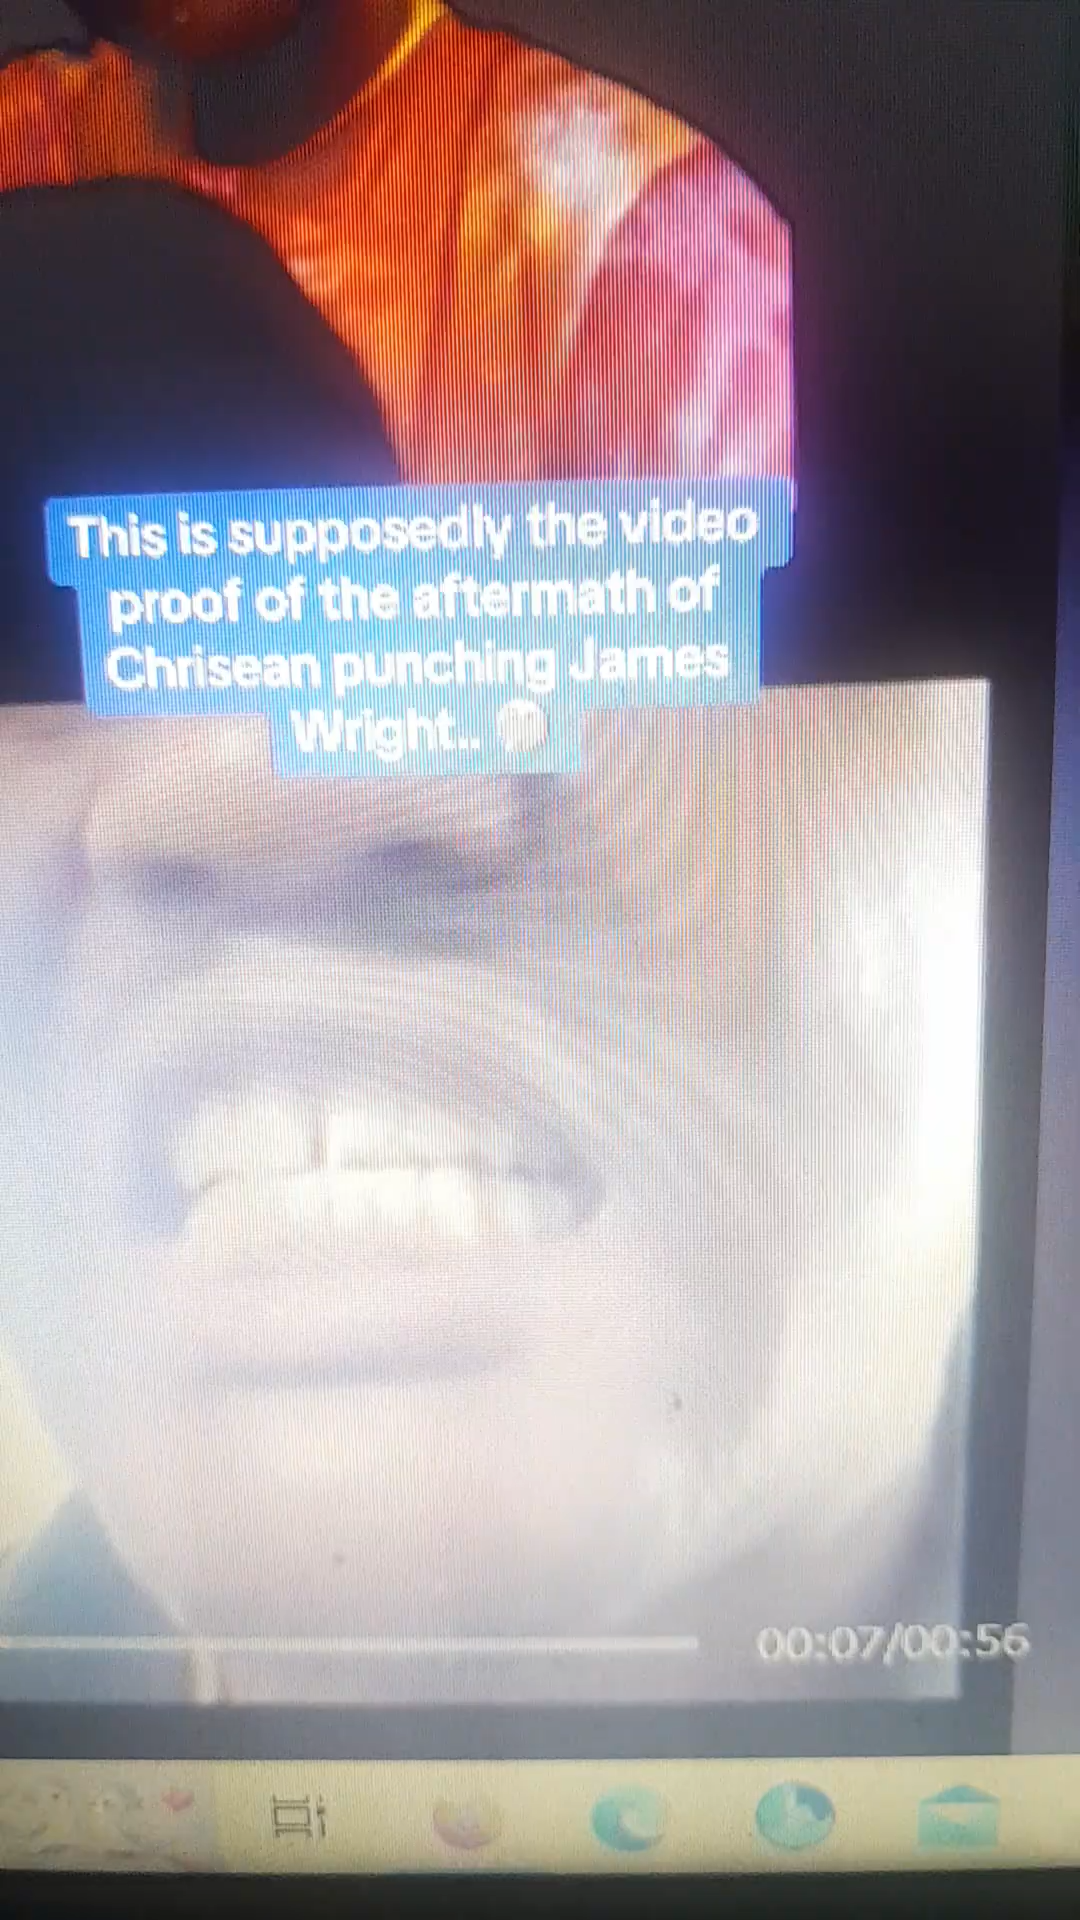 This is supposedly the video
proof of the aftermath of
Chrisean punching James
Wright..
00:07/00:56